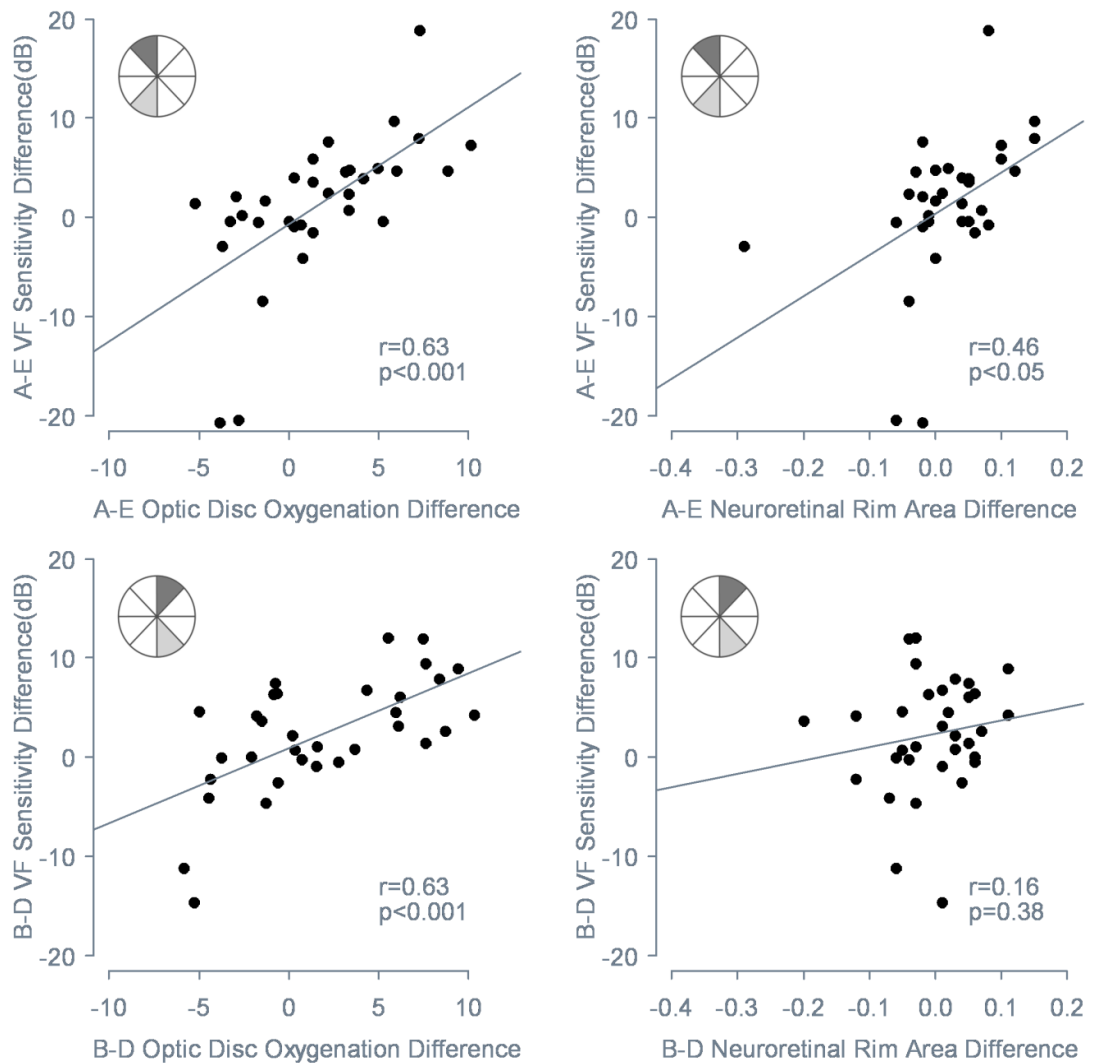 A-E VF Sensitivity Difference(dB)
20
10
0
-10
-20
r=0.63
p<0.001
-10 -5 0 5 10
A-E Optic Disc Oxygenation Difference
A-E VF Sensitivity Difference(dB)
20
10
0
-10
-20
r=0.46
p<0.05
-0.4 -0.3 -0.2 -0.1 0.0 0.1 0.2
A-E Neuroretinal Rim Area Difference
B-D VF Sensitivity Difference(dB)
20
10
0
-10
-20
r=0.63
p<0.001
-10 -5 0 5 10
B-D Optic Disc Oxygenation Difference
B-D VF Sensitivity Difference(dB)
20
10
0
-10
-20
r=0.16
p=0.38
-0.4 -0.3 -0.2 -0.1 0.0 0.1 0.2
B-D Neuroretinal Rim Area Difference